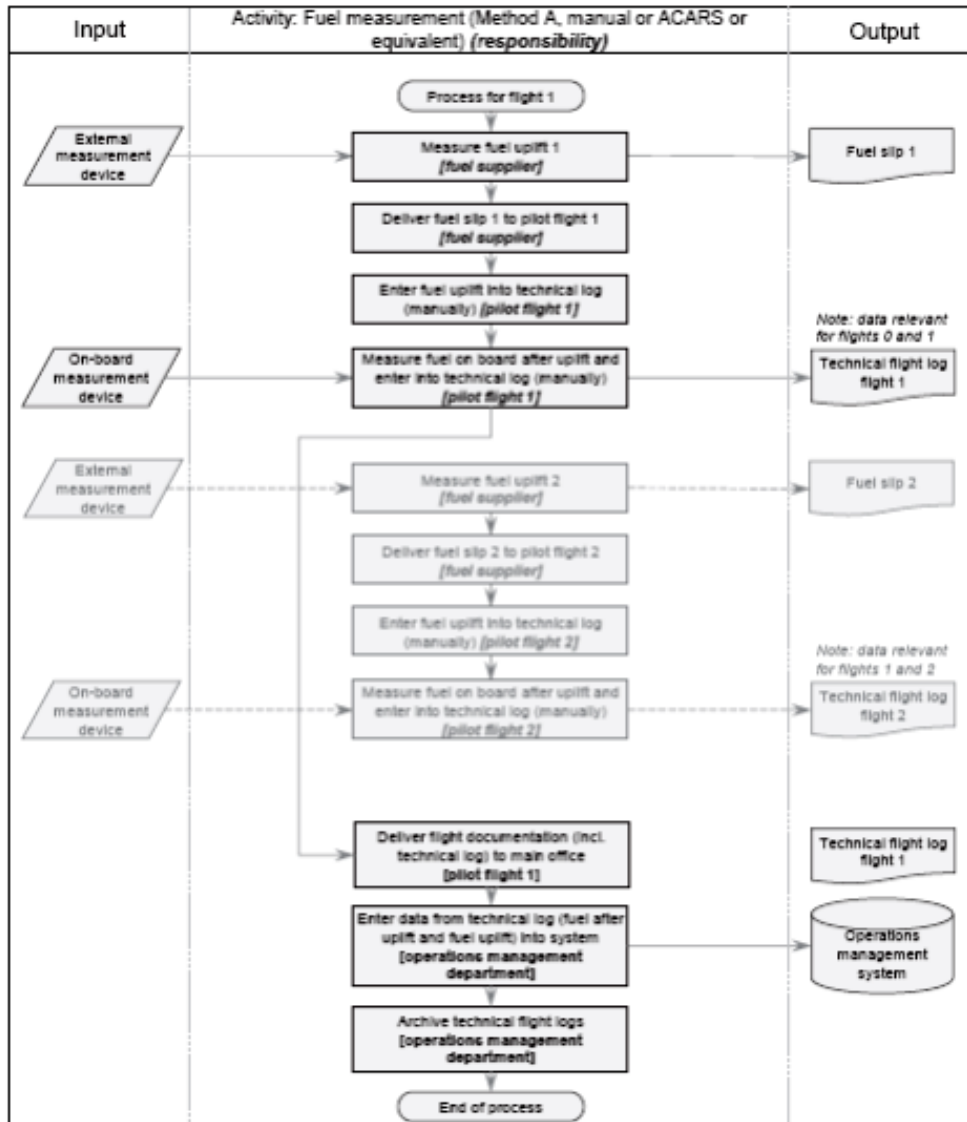 Input
Activity: Fuel measurement (Method A, manual or ACARS or
equivalent) (responsibility)
Output
Process for flight 1
External
measurement
device
Measure fuel uplift 1
[fuel supplier]
Fuel slip 1
Deliver fuel slip 1 to pilot flight 1
[fuel supplier]
Enter fuel uplift into technical log
(manually) [pilot flight 1]
Note: data relevant
for flights 0 and 1
On-board
measurement
device
Measure fuel on board after uplift and
enter into technical log (manually)
[pilot flight 1]
Technical flight log
flight 1
External
measurement
device
Measure fuel uplift 2
[fuel supplier]
Fuel slip 2
Deliver fuel slip 2 to pilot flight 2
[fuel supplier]
Enter fuel uplift into technical log
(manually) [pilot flight 2]
Note: data relevant
for flights 1 and 2
On-board
measurement
device
Measure fuel on board after uplift and
enter into technical log (manually)
[pilot flight 2]
Technical flight log
flight 2
Deliver flight documentation (incl.
technical log) to main office
[pilot flight 1]
Technical flight log
flight 1
Enter data from technical log (fuel after
uplift and fuel uplift) into system
[operations management
department]
Operations
management
system
Archive technical flight logs
[operations management
department]
End of process